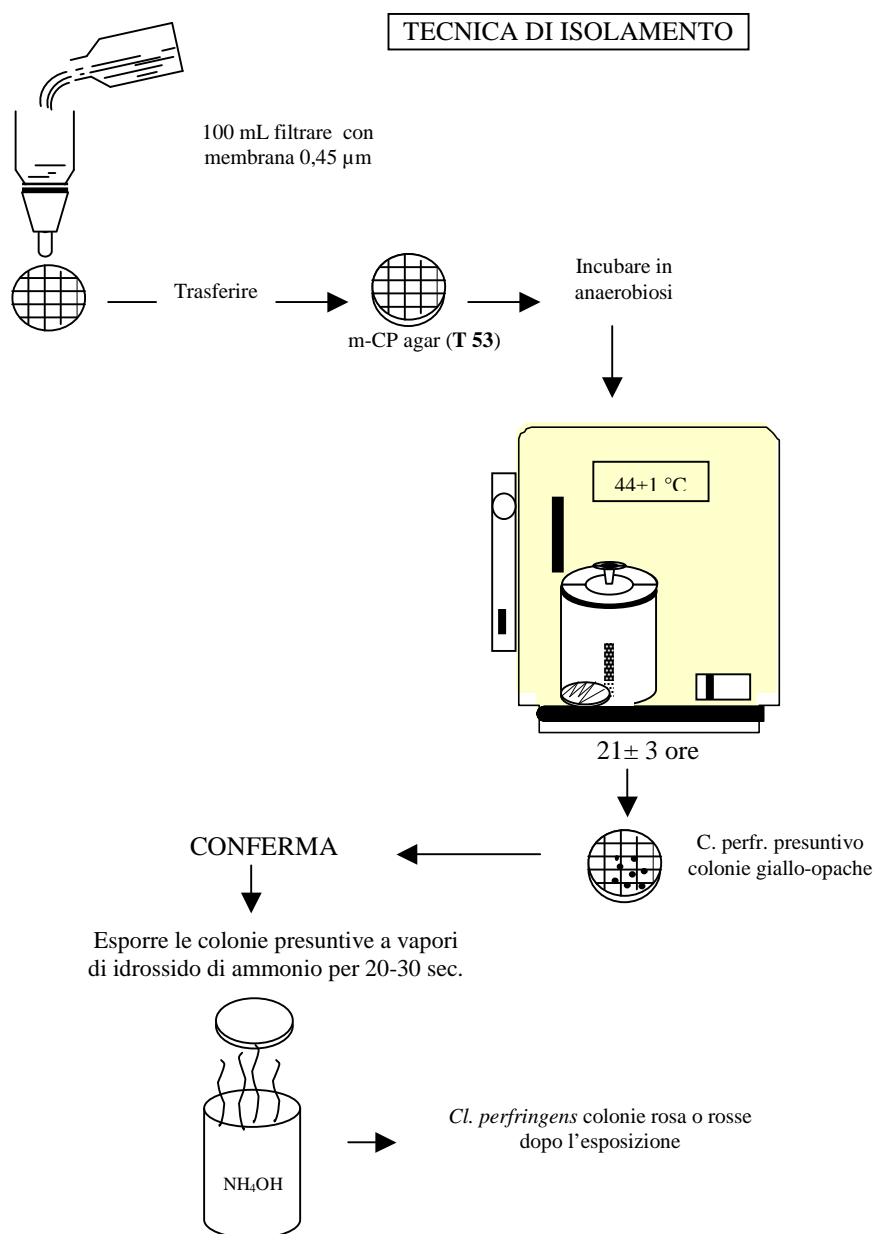 TECNICA DI ISOLAMENTO
100 mL filtrare con
membrana 0,45 µm
Trasferire
m-CP agar (T 53)
Incubare in
anaerobiosi
44+1 °C
21± 3 ore
C. perfr. presuntivo
colonie giallo-opache
CONFERMA
Esporre le colonie presuntive a vapori
di idrossido di ammonio per 20-30 sec.
NH₄OH
Cl. perfringens colonie rosa o rosse
dopo l’esposizione